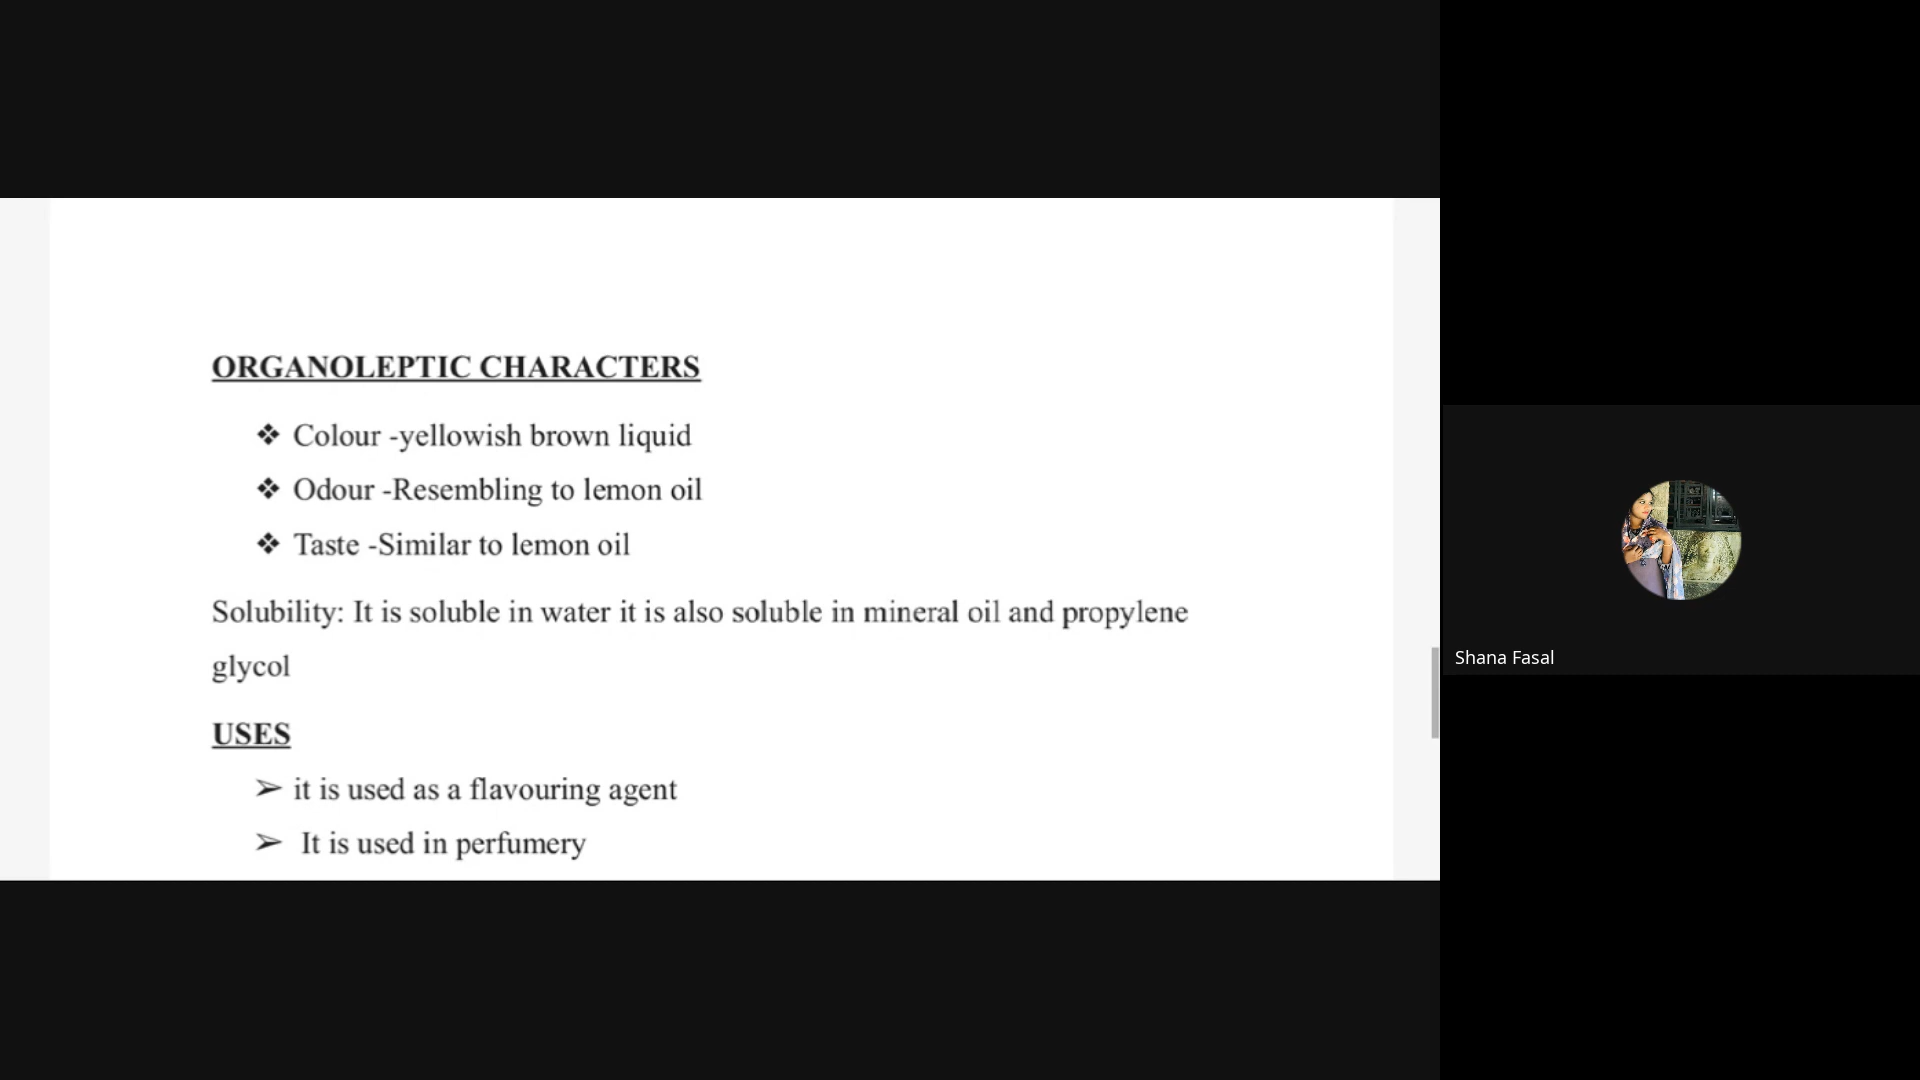 ORGANOLEPTIC CHARACTERS
❖ Colour -yellowish brown liquid
❖ Odour -Resembling to lemon oil
❖ Taste -Similar to lemon oil
Solubility: It is soluble in water it is also soluble in mineral oil and propylene
glycol
USES
➢ it is used as a flavouring agent
➢ It is used in perfumery
Shana Fasal